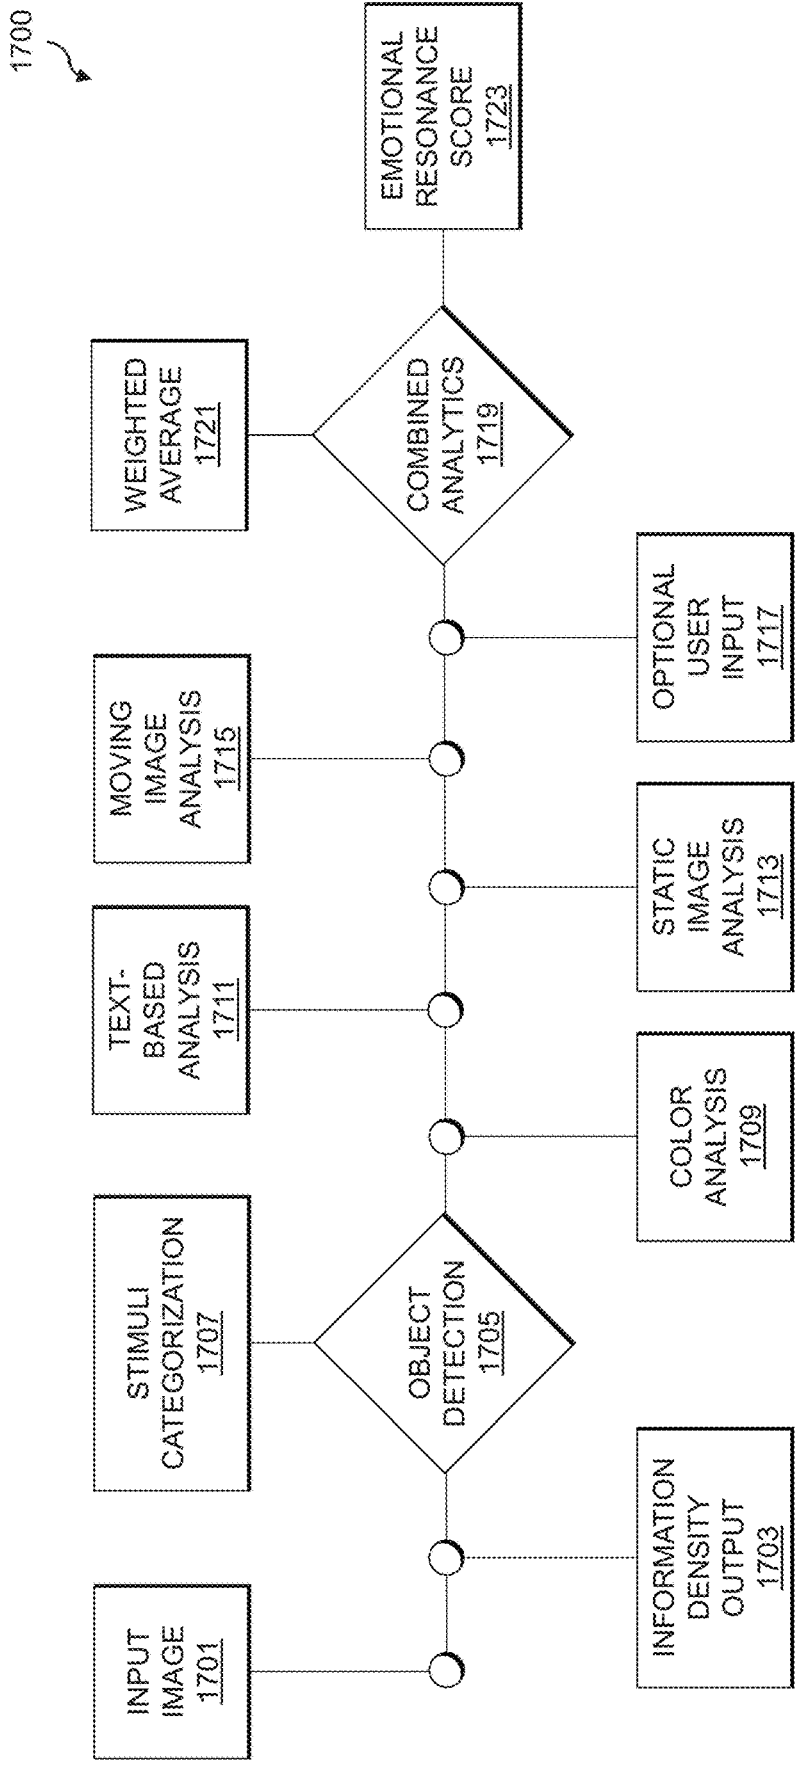 1700
INPUT
IMAGE
1701
INFORMATION
DENSITY
OUTPUT
1703
OBJECT
DETECTION
1705
STIMULI
CATEGORIZATION
1707
COLOR
ANALYSIS
1709
TEXT-
BASED
ANALYSIS
1711
STATIC
IMAGE
ANALYSIS
1713
MOVING
IMAGE
ANALYSIS
1715
OPTIONAL
USER
INPUT
1717
COMBINED
ANALYTICS
1719
WEIGHTED
AVERAGE
1721
EMOTIONAL
RESONANCE
SCORE
1723